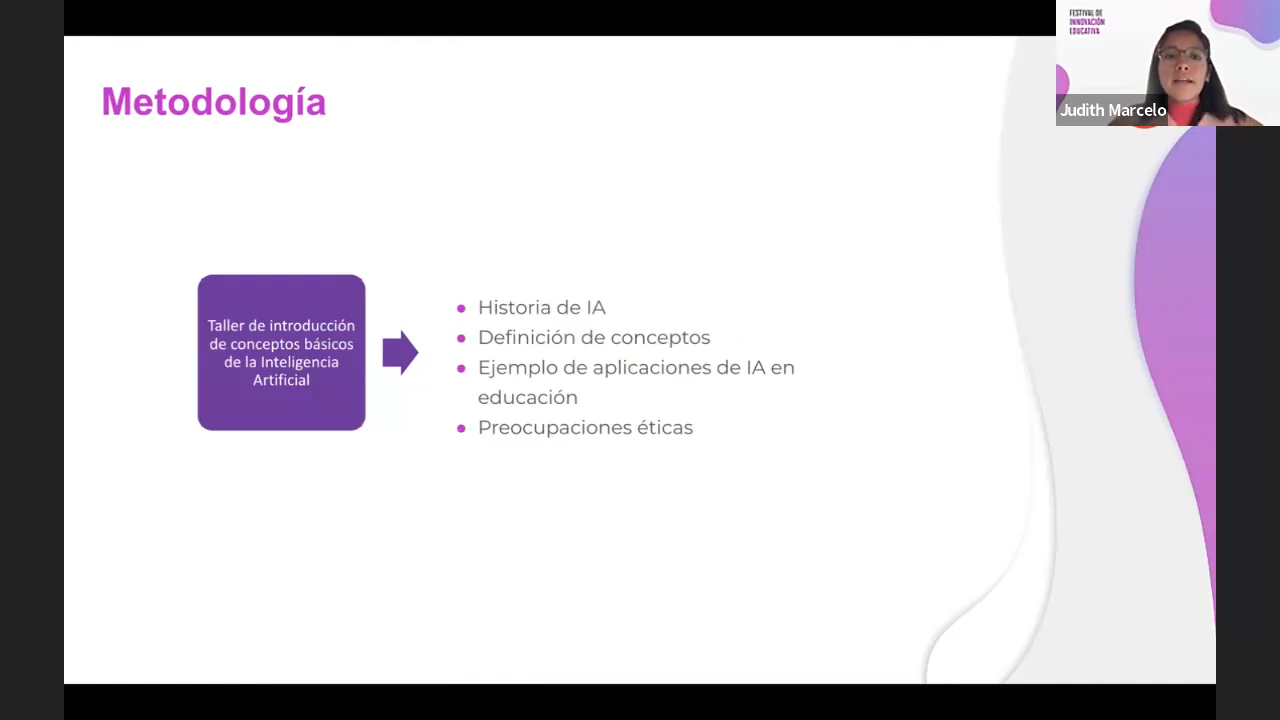 Metodología
Taller de introducción
de conceptos básicos
de la Inteligencia
Artificial
Historia de IA
Definición de conceptos
Ejemplo de aplicaciones de IA en
educación
Preocupaciones éticas
FESTIVAL DE
INNOVACIÓN
EDUCATIVA
Judith Marcelo